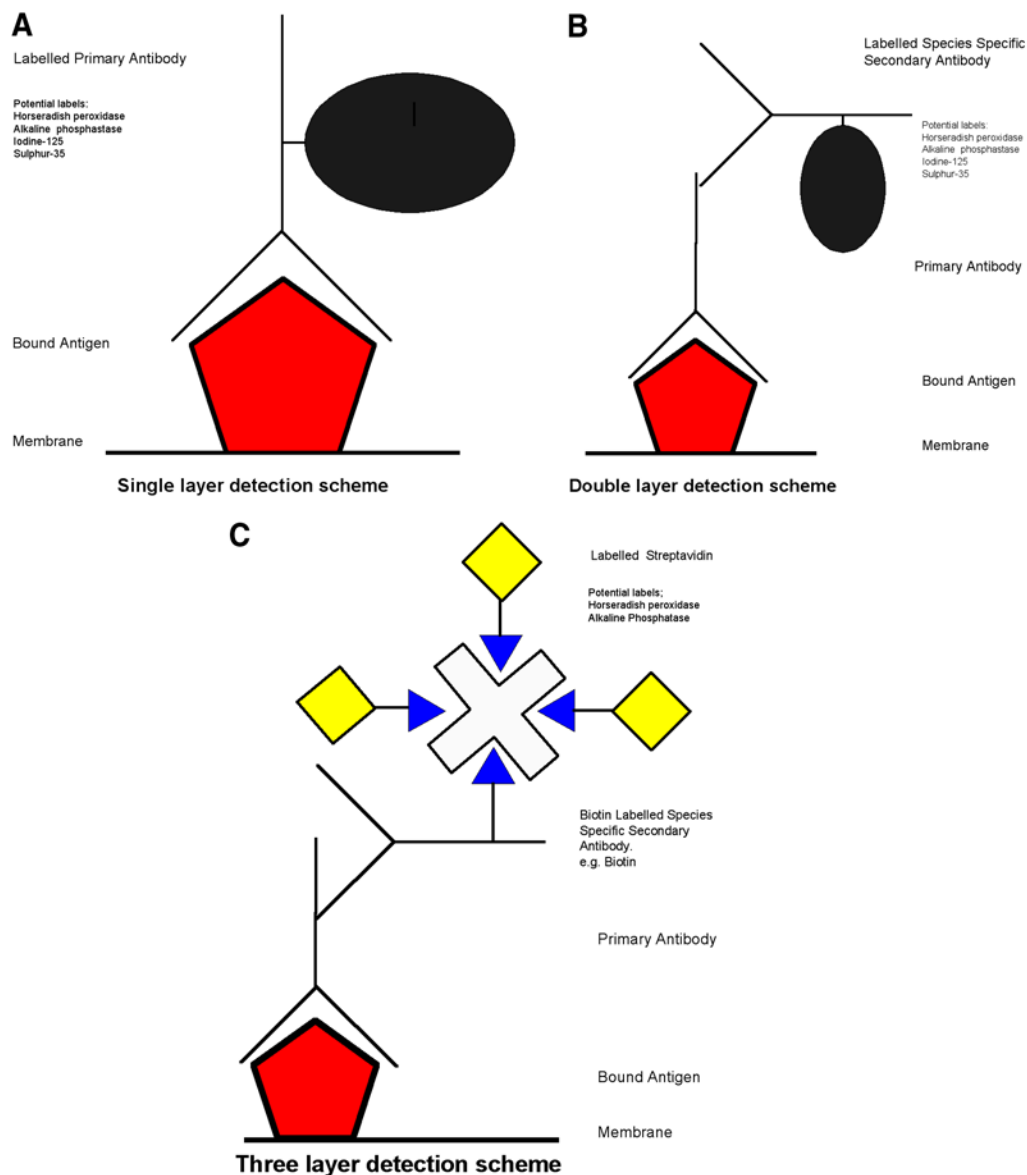 A
Labelled Primary Antibody
Potential labels:
Horseradish peroxidase
Alkaline phosphastase
Iodine-125
Sulphur-35
Bound Antigen
Membrane
Single layer detection scheme
B
Labelled Species Specific
Secondary Antibody
Potential labels:
Horseradish peroxidase
Alkaline phosphastase
Iodine-125
Sulphur-35
Primary Antibody
Bound Antigen
Membrane
Double layer detection scheme
C
Labelled Streptavidin
Potential labels;
Horseradish peroxidase
Alkaline Phosphatase
Biotin Labelled Species
Specific Secondary
Antibody.
e.g. Biotin
Primary Antibody
Bound Antigen
Membrane
Three layer detection scheme